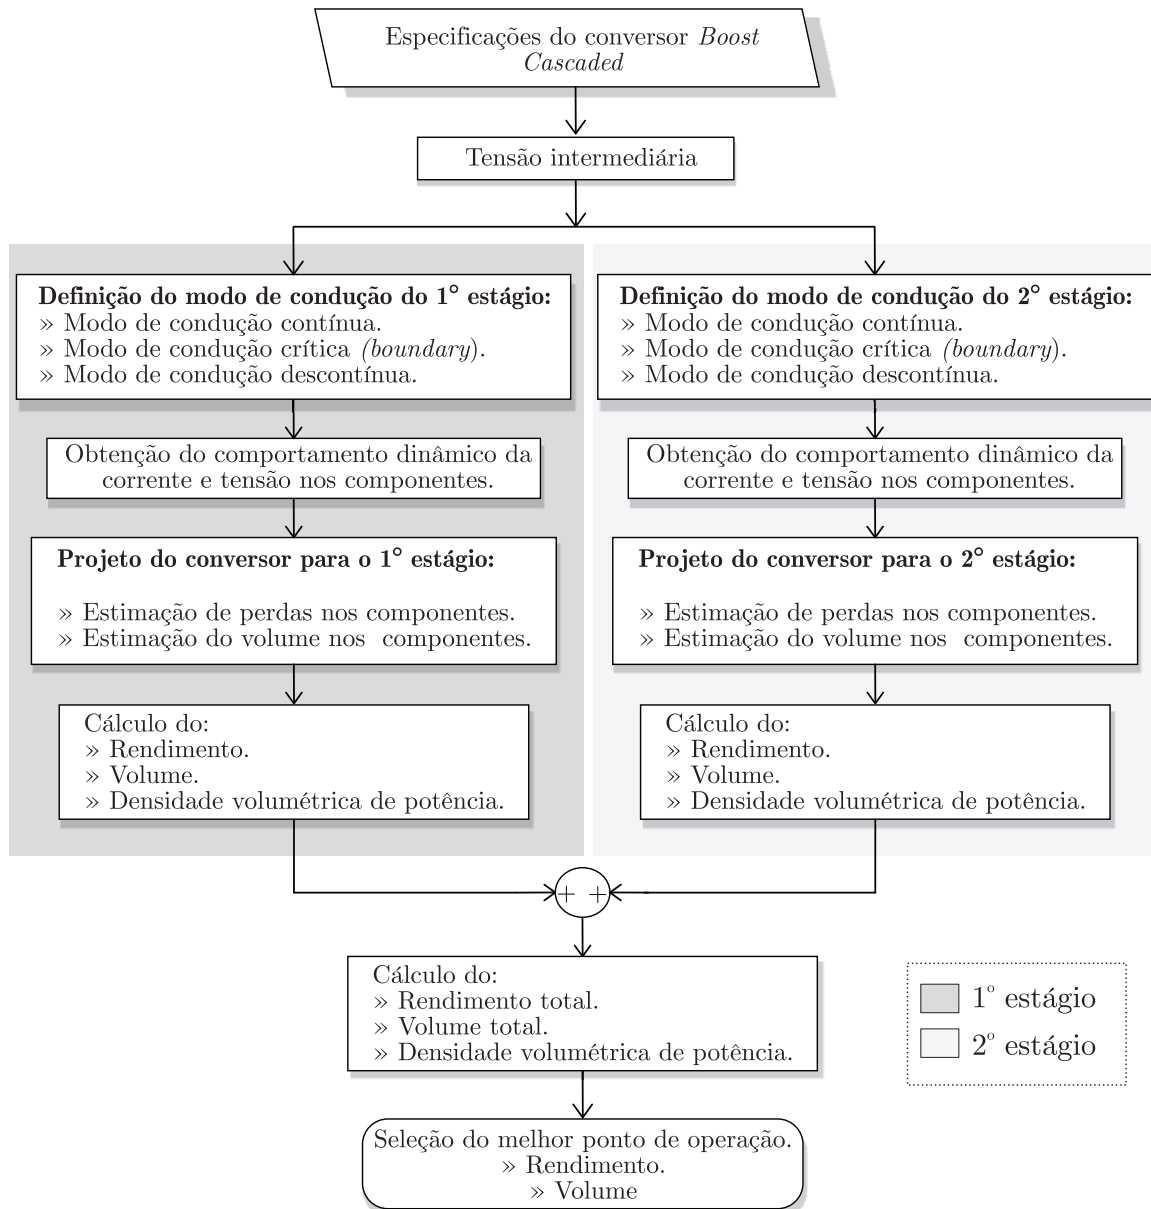 Especificações do conversor Boost
Cascaded
Tensão intermediária
Definição do modo de condução do 1° estágio:
» Modo de condução contínua.
» Modo de condução crítica (boundary).
» Modo de condução descontínua.
Obtenção do comportamento dinâmico da
corrente e tensão nos componentes.
Projeto do conversor para o 1° estágio:
» Estimação de perdas nos componentes.
» Estimação do volume nos componentes.
Cálculo do:
» Rendimento.
» Volume.
» Densidade volumétrica de potência.
Definição do modo de condução do 2° estágio:
» Modo de condução contínua.
» Modo de condução crítica (boundary).
» Modo de condução descontínua.
Obtenção do comportamento dinâmico da
corrente e tensão nos componentes.
Projeto do conversor para o 2° estágio:
» Estimação de perdas nos componentes.
» Estimação do volume nos componentes.
Cálculo do:
» Rendimento.
» Volume.
» Densidade volumétrica de potência.
+ +
Cálculo do:
» Rendimento total.
» Volume total.
» Densidade volumétrica de potência.
1º estágio
2º estágio
Seleção do melhor ponto de operação.
» Rendimento.
» Volume